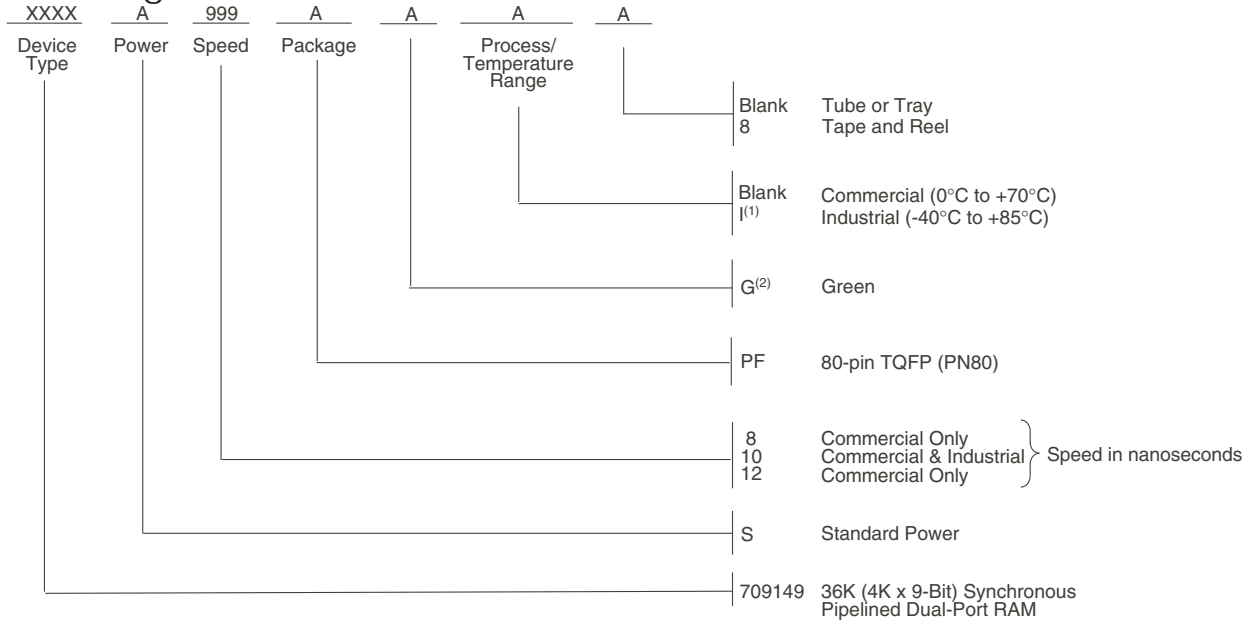 XXXX A 999 A A A A
Device Type Power Speed Package Process/ Temperature Range
Blank Tube or Tray
8 Tape and Reel
Blank Commercial (0°C to +70°C)
I(1) Industrial (-40°C to +85°C)
G(2) Green
PF 80-pin TQFP (PN80)
8 Commercial Only
10 Commercial & Industrial Speed in nanoseconds
12 Commercial Only
S Standard Power
709149 36K (4K x 9-Bit) Synchronous
Pipelined Dual-Port RAM